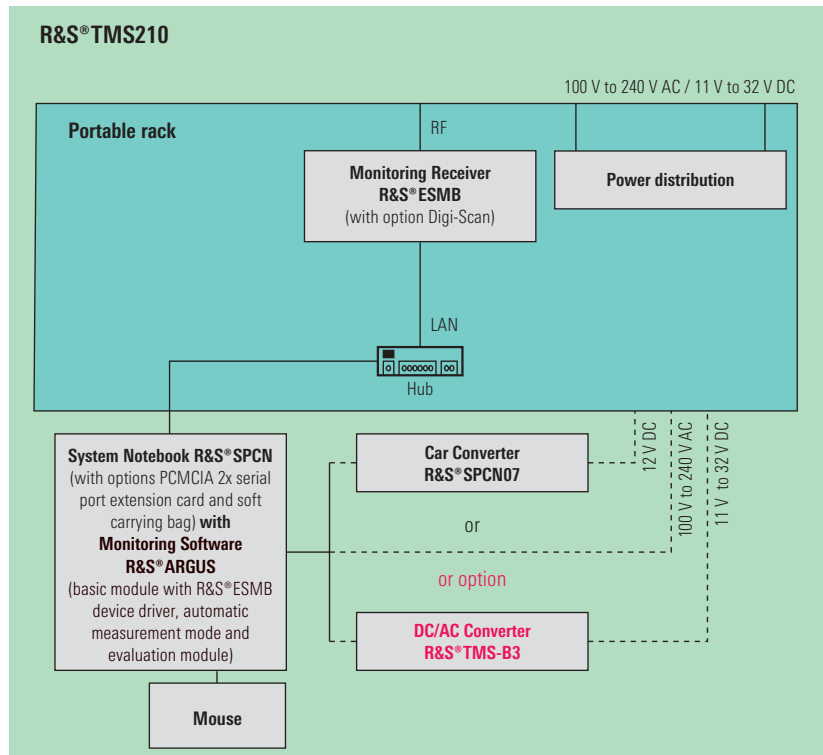 R&S®TMS210
100 V to 240 V AC / 11 V to 32 V DC
Portable rack
RF
Monitoring Receiver
R&S®ESMB
(with option Digi-Scan)
Power distribution
LAN
Hub
System Notebook R&S®SPCN
(with options PCMCIA 2x serial
port extension card and soft
carrying bag) with
Monitoring Software
R&S®ARGUS
(basic module with R&S®ESMB
device driver, automatic
measurement mode and
evaluation module)
Mouse
Car Converter
R&S®SPCN07
or
or option
DC/AC Converter
R&S®TMS-B3
12 V DC
100 V to 240 V AC
11 V to 32 V DC